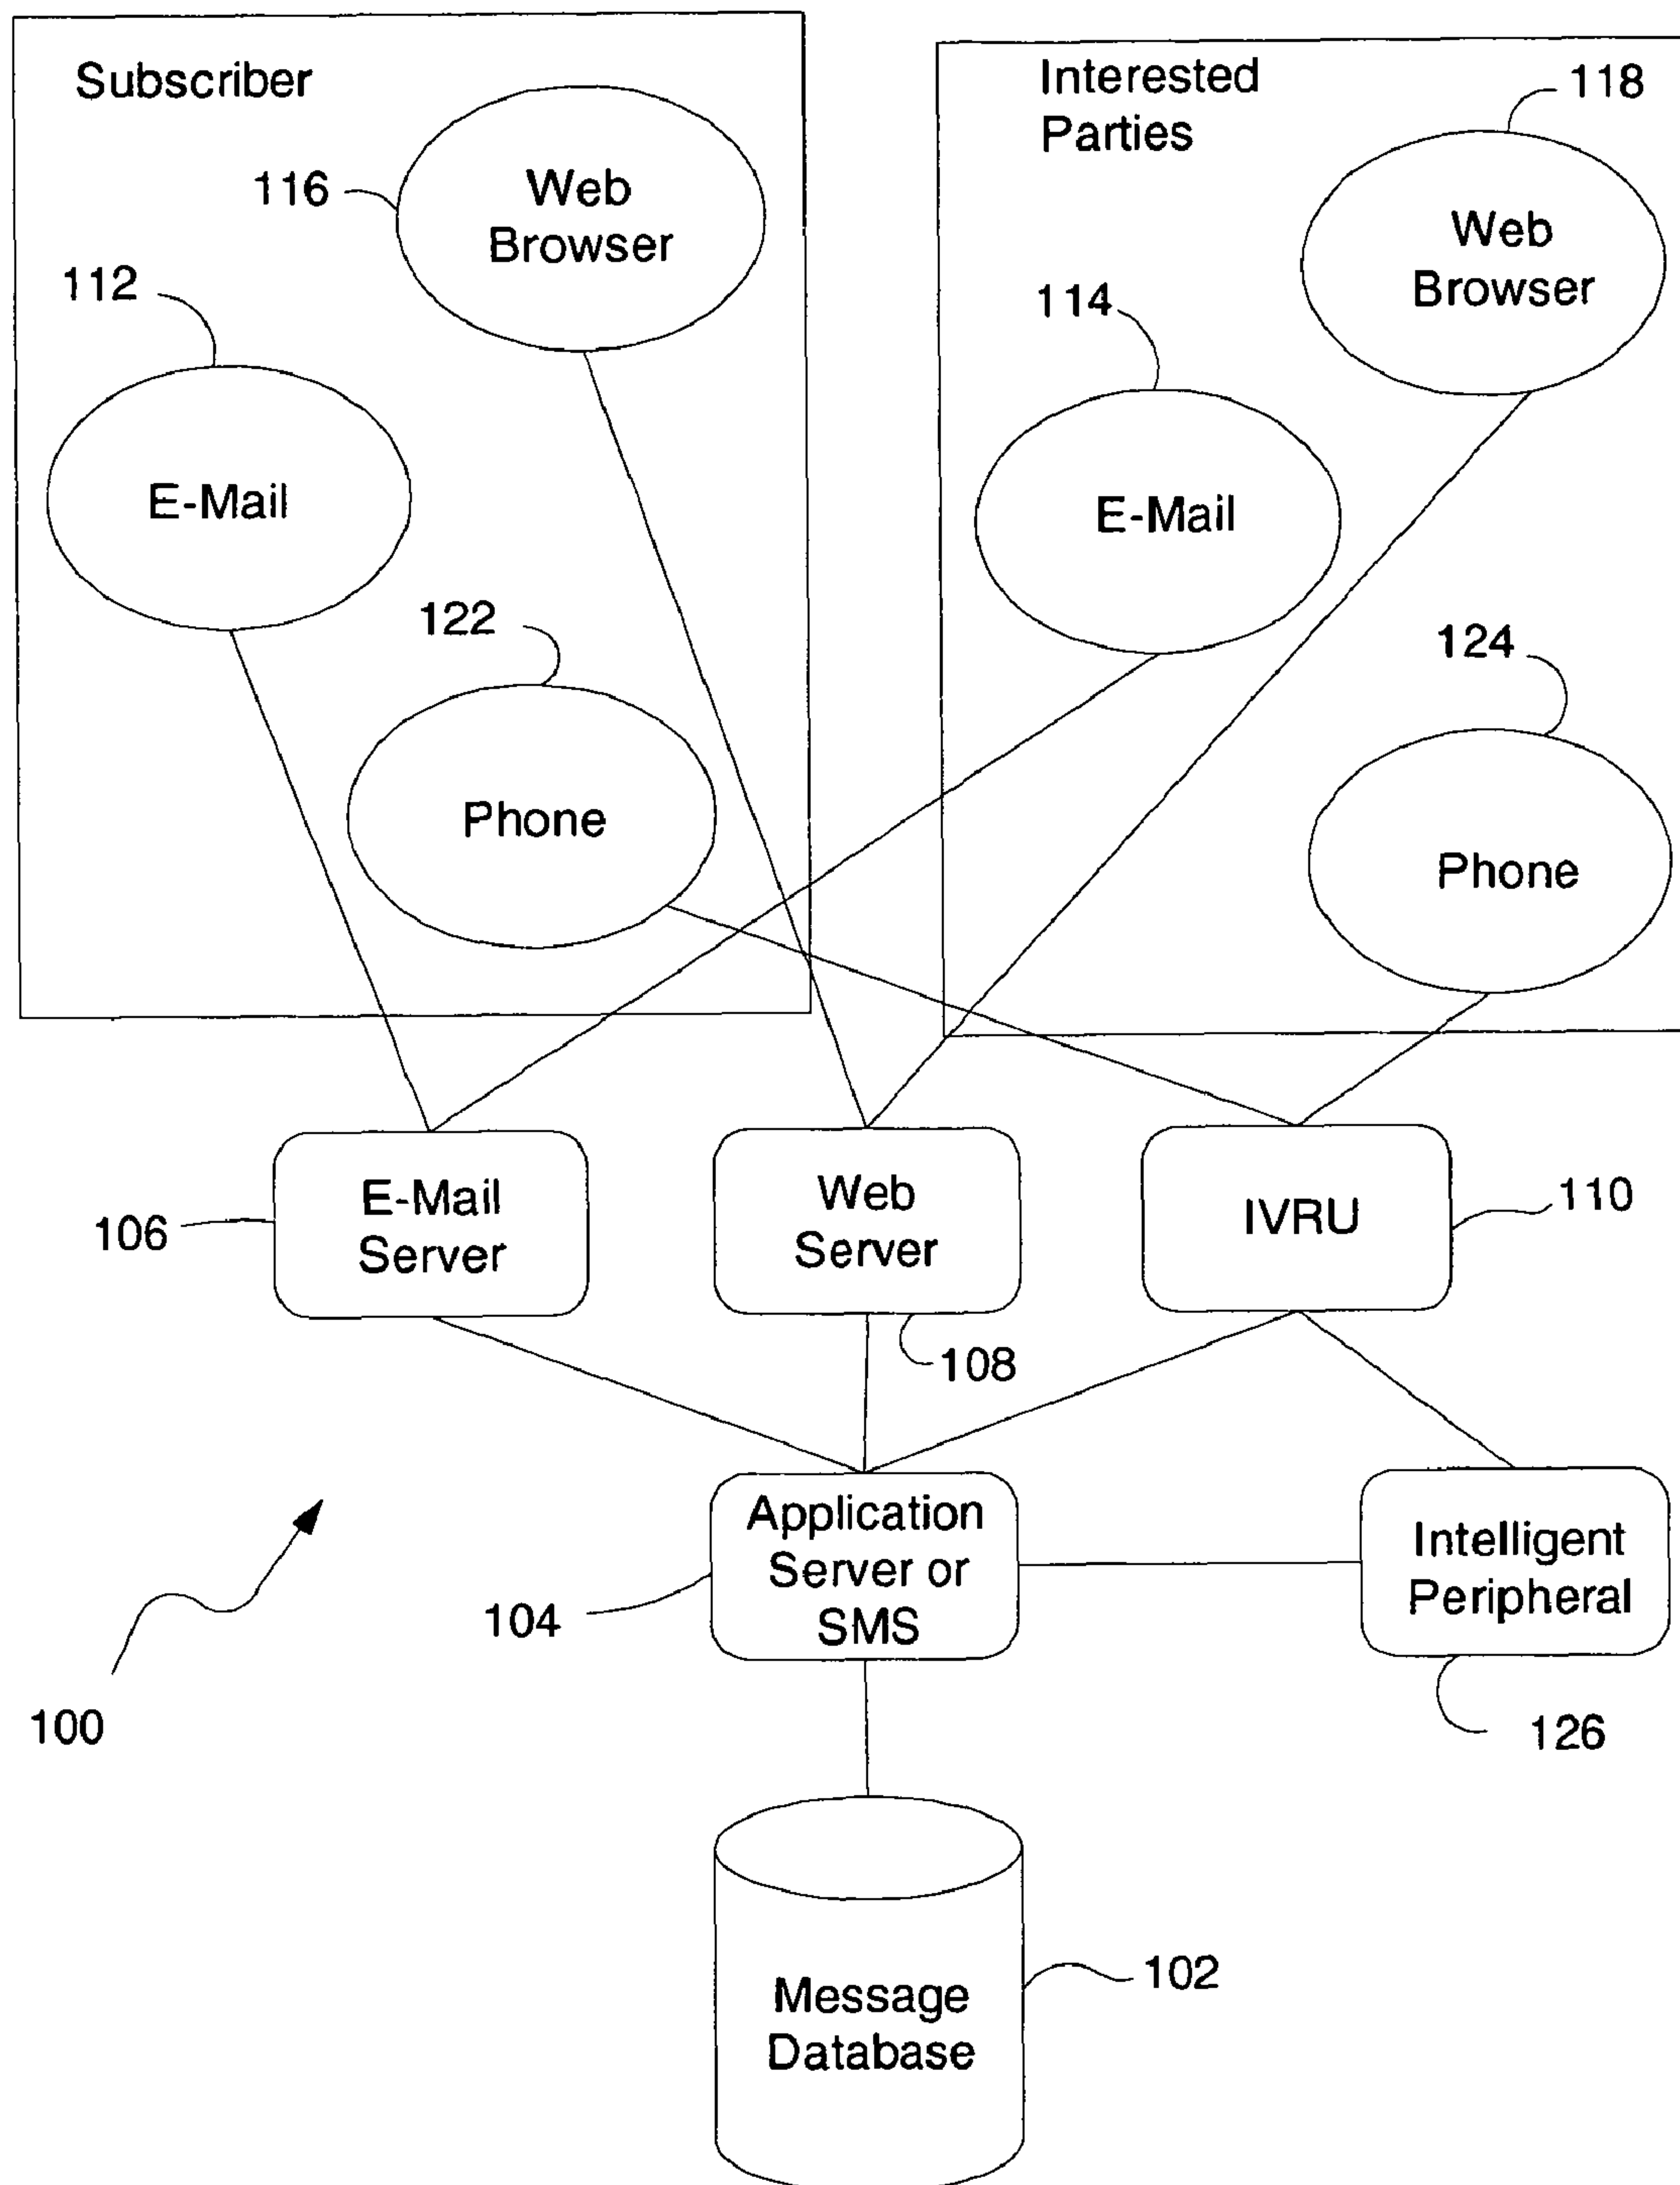 Subscriber
116
Web
Browser
112
E-Mail
122
Phone
Interested
Parties
118
Web
Browser
114
E-Mail
124
Phone
E-Mail
Server
106
Web
Server
108
IVRU
110
Application
Server or
SMS
104
Intelligent
Peripheral
126
100
Message
Database
102